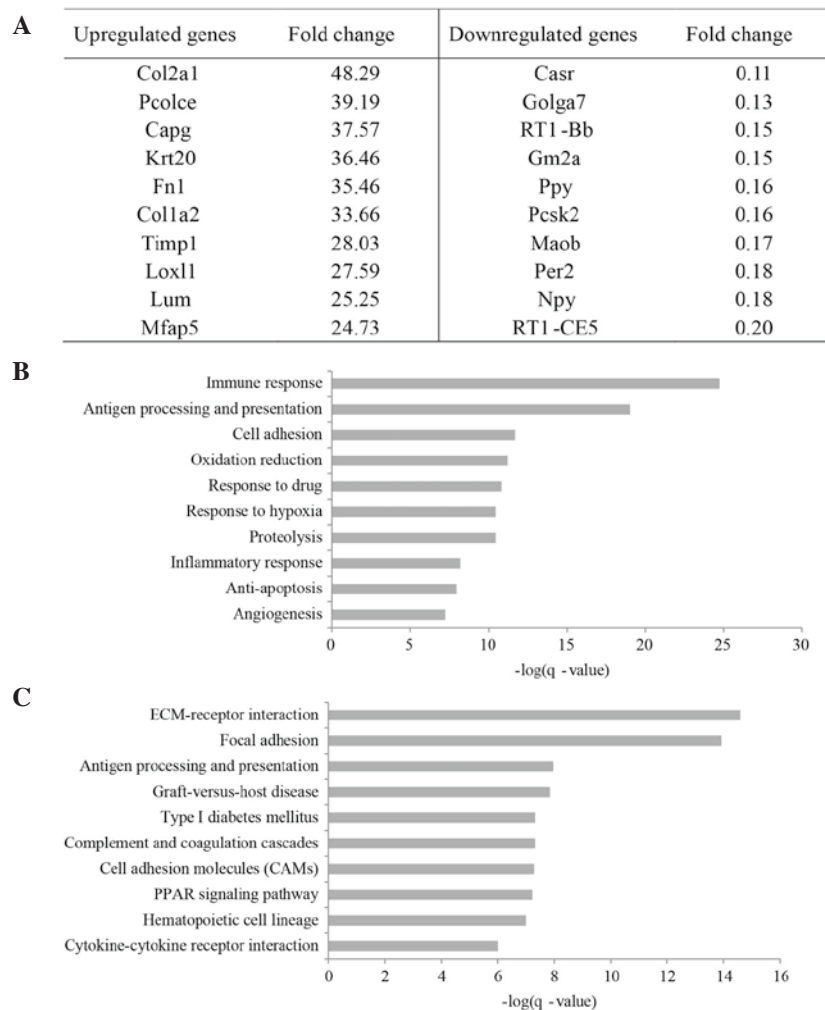 A
Upregulated genes Fold change Downregulated genes Fold change
Col2a1 48.29 Casr 0.11
Pcolce 39.19 Golga7 0.13
Capg 37.57 RT1-Bb 0.15
Krt20 36.46 Gm2a 0.15
Fn1 35.46 Ppy 0.16
Col1a2 33.66 Pcsk2 0.16
Timp1 28.03 Maob 0.17
Loxl1 27.59 Per2 0.18
Lum 25.25 Npy 0.18
Mfap5 24.73 RT1-CE5 0.20
B
Immune response
Antigen processing and presentation
Cell adhesion
Oxidation reduction
Response to drug
Response to hypoxia
Proteolysis
Inflammatory response
Anti-apoptosis
Angiogenesis
0 5 10 15 20 25 30
-log(q -value)
C
ECM-receptor interaction
Focal adhesion
Antigen processing and presentation
Graft-versus-host disease
Type I diabetes mellitus
Complement and coagulation cascades
Cell adhesion molecules (CAMs)
PPAR signaling pathway
Hematopoietic cell lineage
Cytokine-cytokine receptor interaction
0 2 4 6 8 10 12 14 16
-log(q -value)